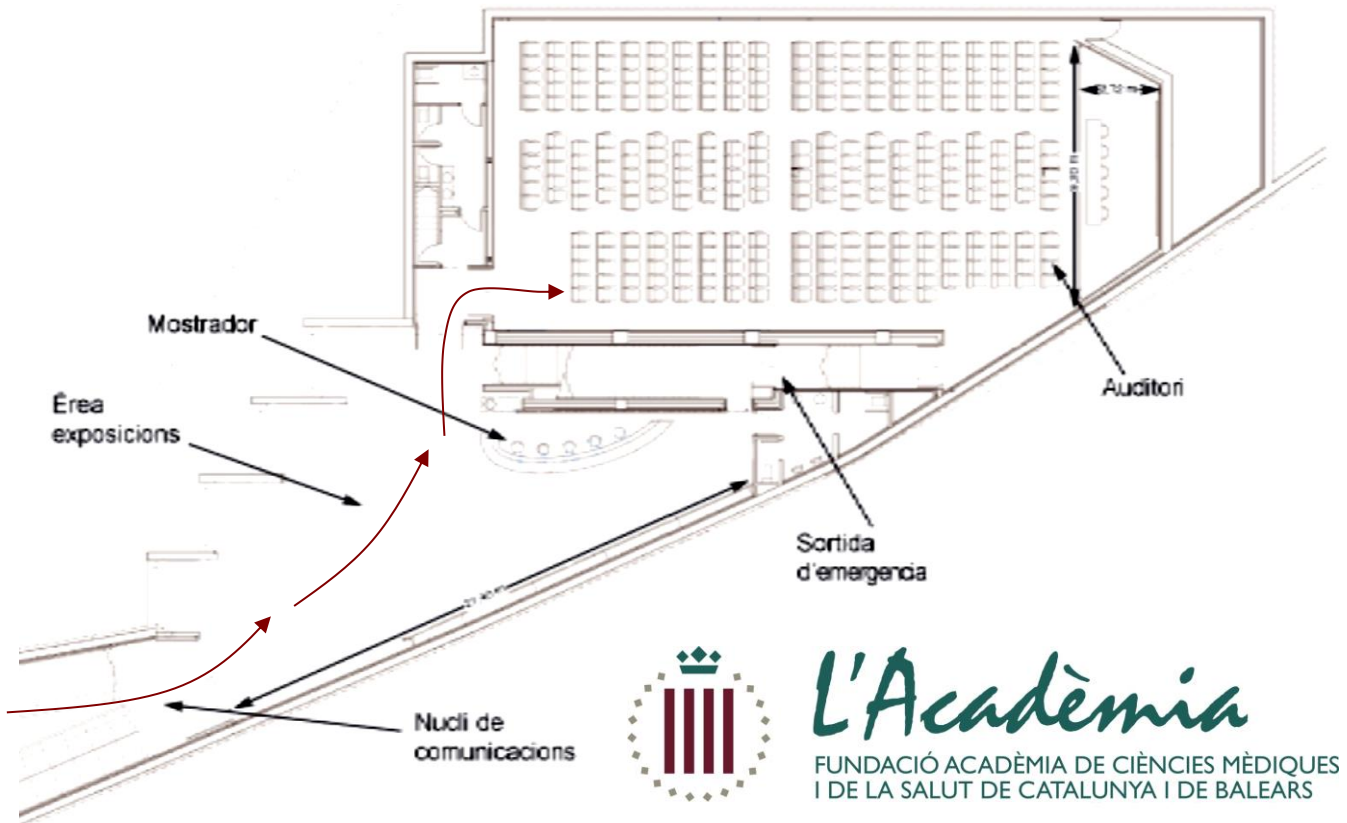 Mostrador
Èrea
exposicions
Auditori
Sortida
d'emergencia
Nucli de
comunicacions
L'Acadèmia
FUNDACIÓ ACADÈMIA DE CIÈNCIES MÈDIQUES
I DE LA SALUT DE CATALUNYA I DE BALEARS